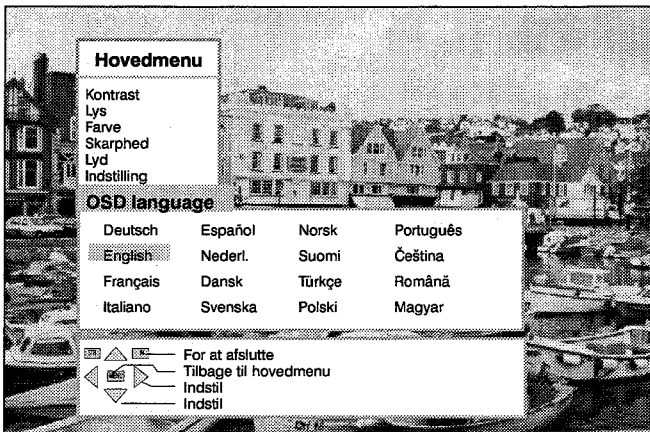 Hovedmenu
Kontrast
Lys
Farve
Skarphed
Lyd
Indstilling
OSD language
Deutsch Español Norsk Português
English Nederl. Suomi Čeština
Français Dansk Türkçe Română
Italiano Svenska Polski Magyar
For at afslutte
Tilbage til hovedmenu
Indstil
Indstil